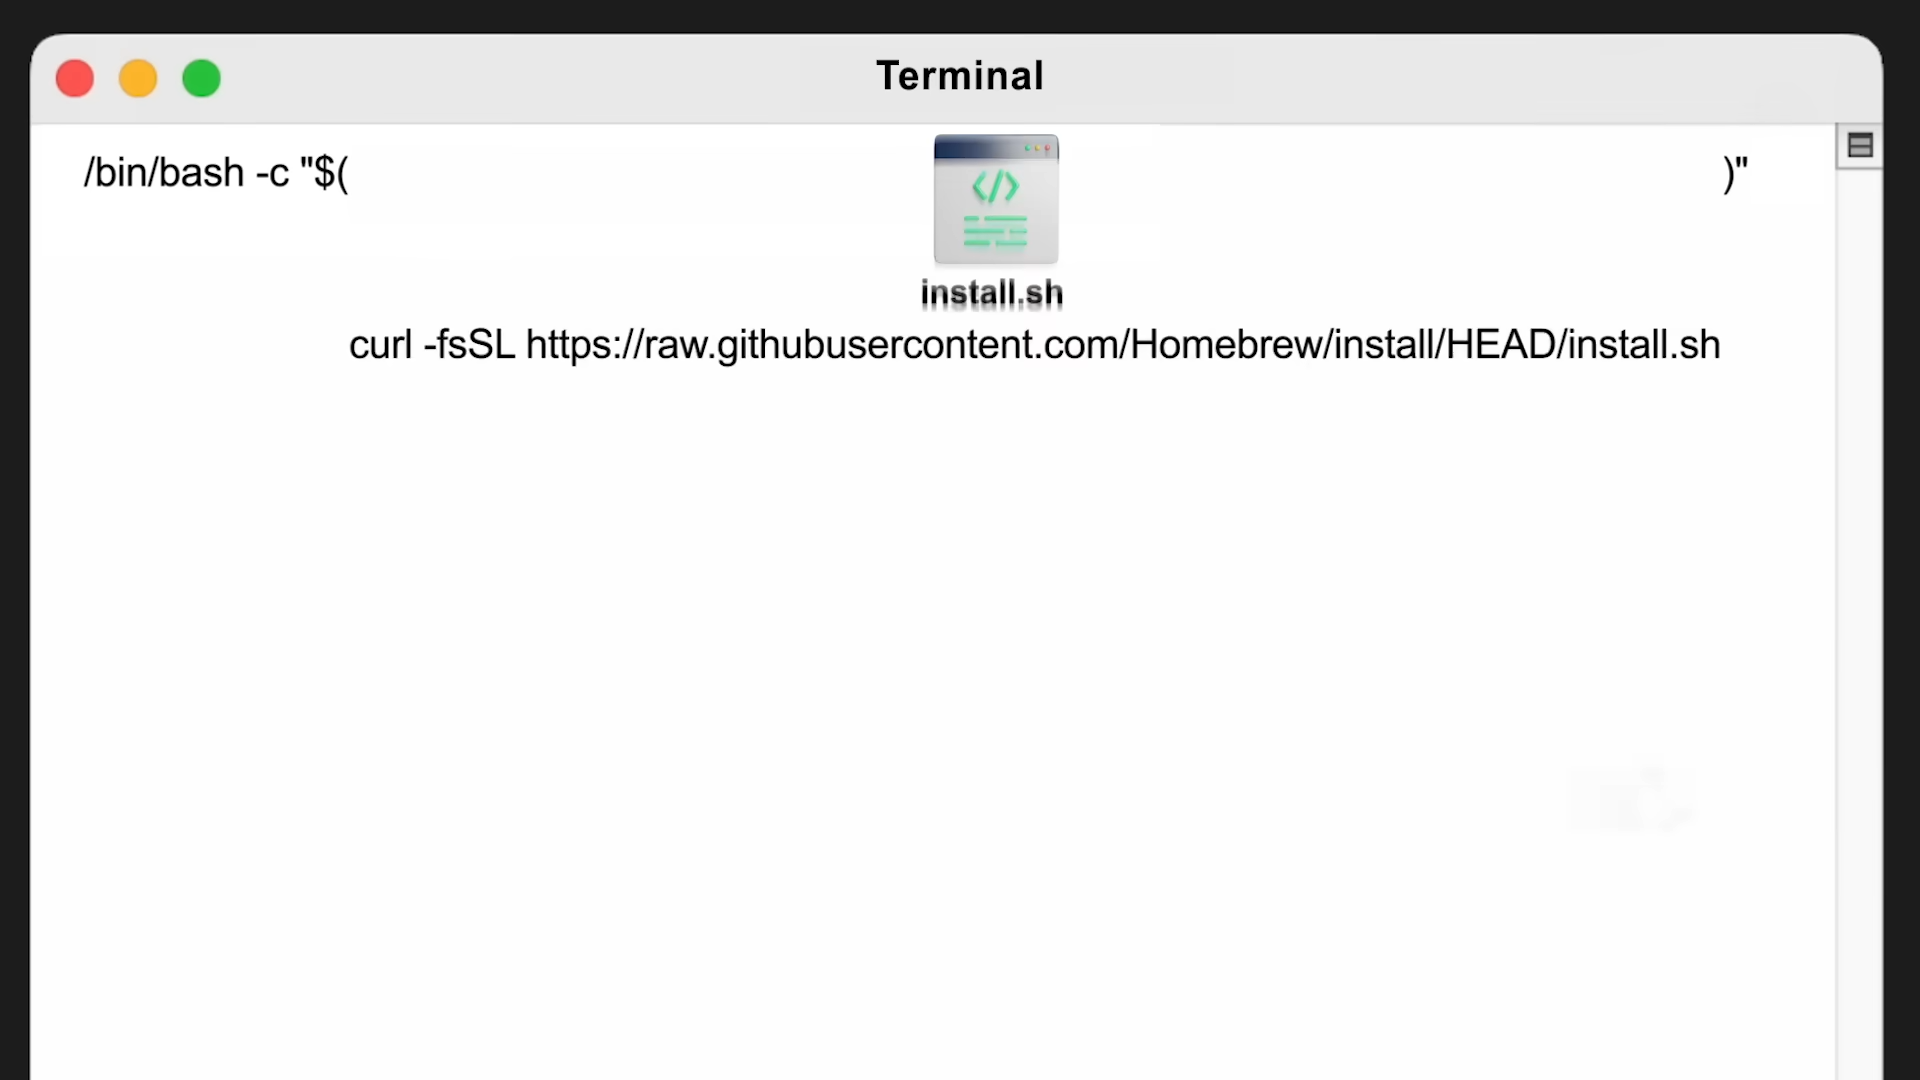 Terminal
/bin/bash -c "$( )"
install.sh
curl -fsSL https://raw.githubusercontent.com/Homebrew/install/HEAD/install.sh